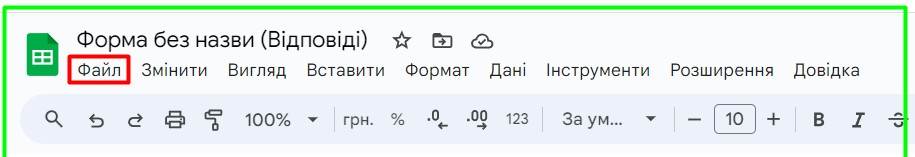 Форма без назви (Відповіді)
Файл Змінити Вигляд Вставити Формат Дані Інструменти Розширення Довідка
100% грн. % .0 .00 123 За ум... 10 B I S